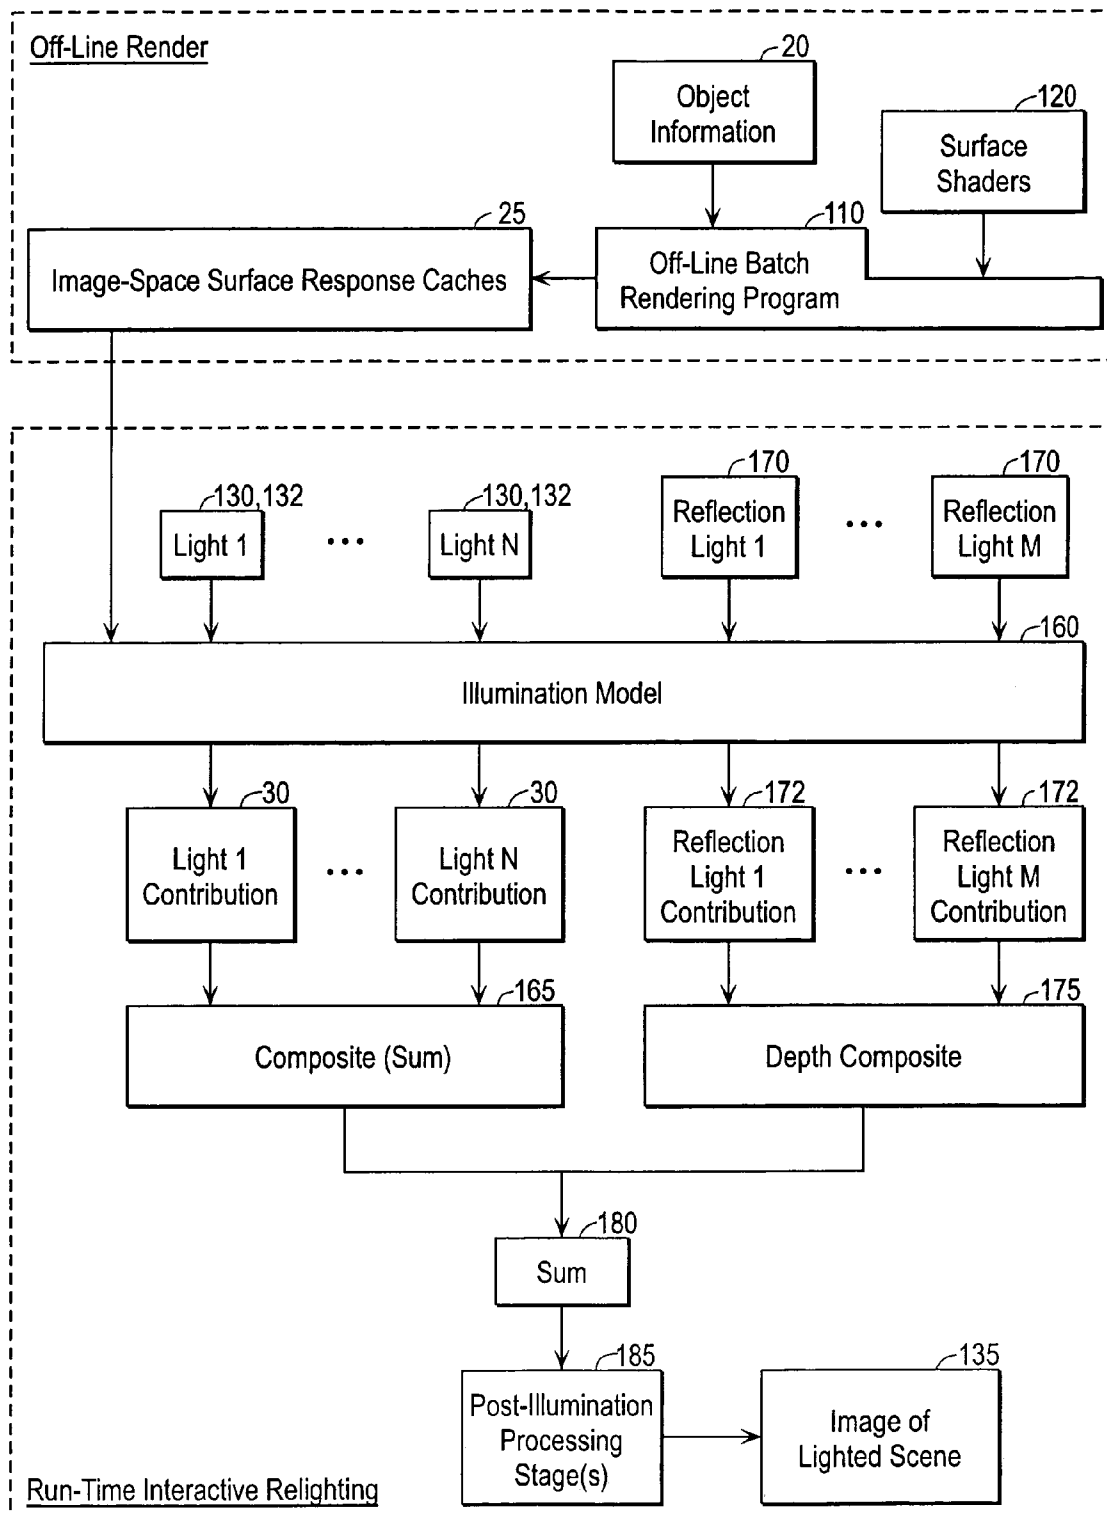 Off-Line Render
20
Object
Information
120
Surface
Shaders
25
Image-Space Surface Response Caches
110
Off-Line Batch
Rendering Program
130,132
Light 1
...
130,132
Light N
170
Reflection
Light 1
...
170
Reflection
Light M
160
Illumination Model
30
Light 1
Contribution
...
30
Light N
Contribution
172
Reflection
Light 1
Contribution
...
172
Reflection
Light M
Contribution
165
Composite (Sum)
175
Depth Composite
180
Sum
185
Post-Illumination
Processing
Stage(s)
135
Image of
Lighted Scene
Run-Time Interactive Relighting